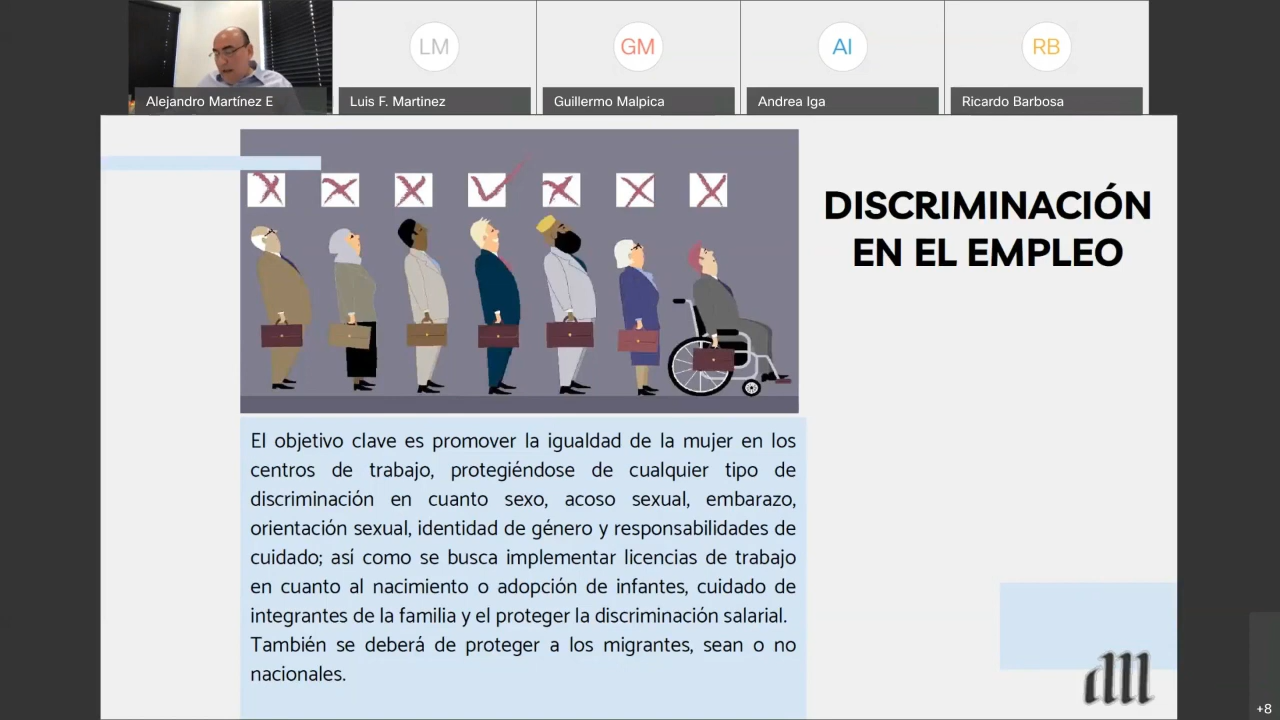 LM
GM
AI
RB
Alejandro Martínez E
Luis F. Martinez
Guillermo Malpica
Andrea Iga
Ricardo Barbosa
DISCRIMINACIÓN
EN EL EMPLEO
El objetivo clave es promover la igualdad de la mujer en los
centros de trabajo, protegiéndose de cualquier tipo de
discriminación en cuanto sexo, acoso sexual, embarazo,
orientación sexual, identidad de género y responsabilidades de
cuidado; así como se busca implementar licencias de trabajo
en cuanto al nacimiento o adopción de infantes, cuidado de
integrantes de la familia y el proteger la discriminación salarial.
También se deberá de proteger a los migrantes, sean o no
nacionales.
+8